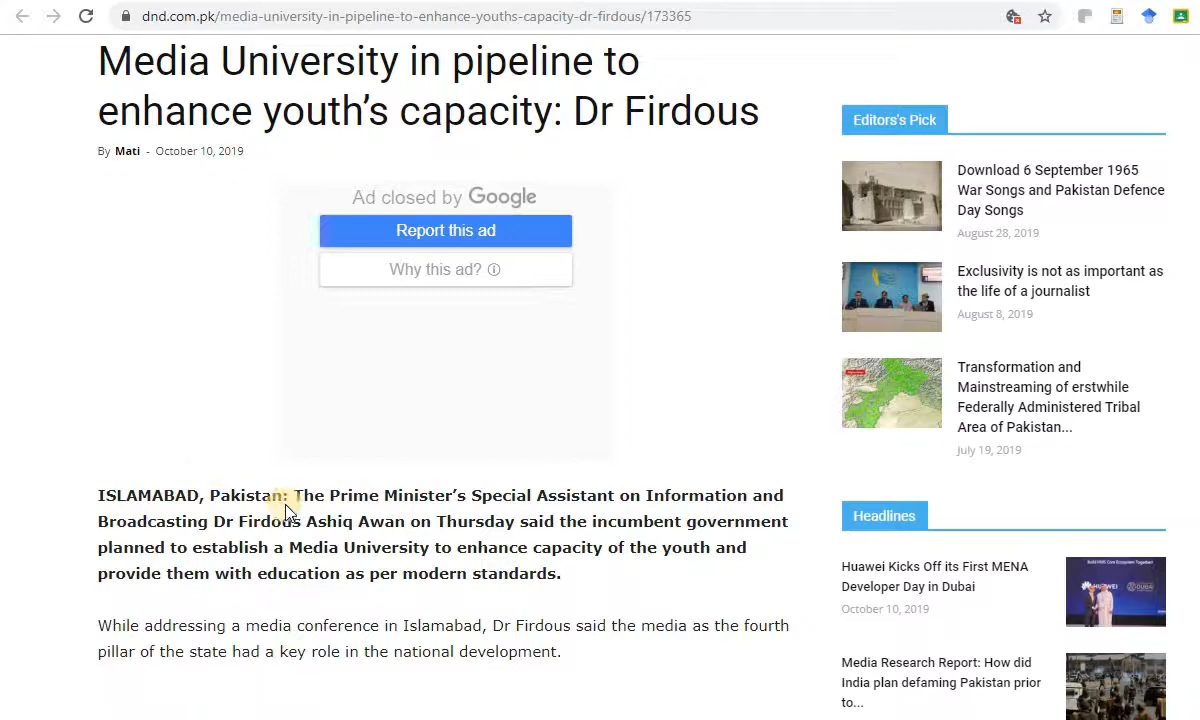 dnd.com.pk/media-university-in-pipeline-to-enhance-youths-capacity-dr-firdous/173365
Media University in pipeline to
enhance youth’s capacity: Dr Firdous
By Mati - October 10, 2019
Ad closed by Google
Report this ad
Why this ad?
ISLAMABAD, Pakistan: The Prime Minister’s Special Assistant on Information and
Broadcasting Dr Firdous Ashiq Awan on Thursday said the incumbent government
planned to establish a Media University to enhance capacity of the youth and
provide them with education as per modern standards.
While addressing a media conference in Islamabad, Dr Firdous said the media as the fourth
pillar of the state had a key role in the national development.
Editors's Pick
Download 6 September 1965
War Songs and Pakistan Defence
Day Songs
August 28, 2019
Exclusivity is not as important as
the life of a journalist
August 8, 2019
Transformation and
Mainstreaming of erstwhile
Federally Administered Tribal
Area of Pakistan...
July 19, 2019
Headlines
Huawei Kicks Off its First MENA
Developer Day in Dubai
October 10, 2019
HUAWEI
Media Research Report: How did
India plan defaming Pakistan prior
to...